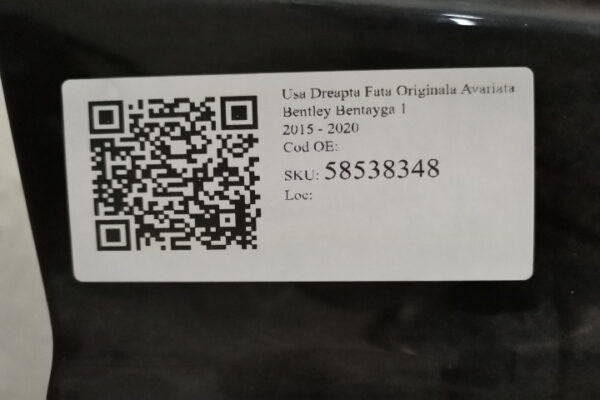 Usa Dreapta Fata Originala Avariata
Bentley Bentayga 1
2015 - 2020
Cod OE:
SKU: 58538348
Loc: